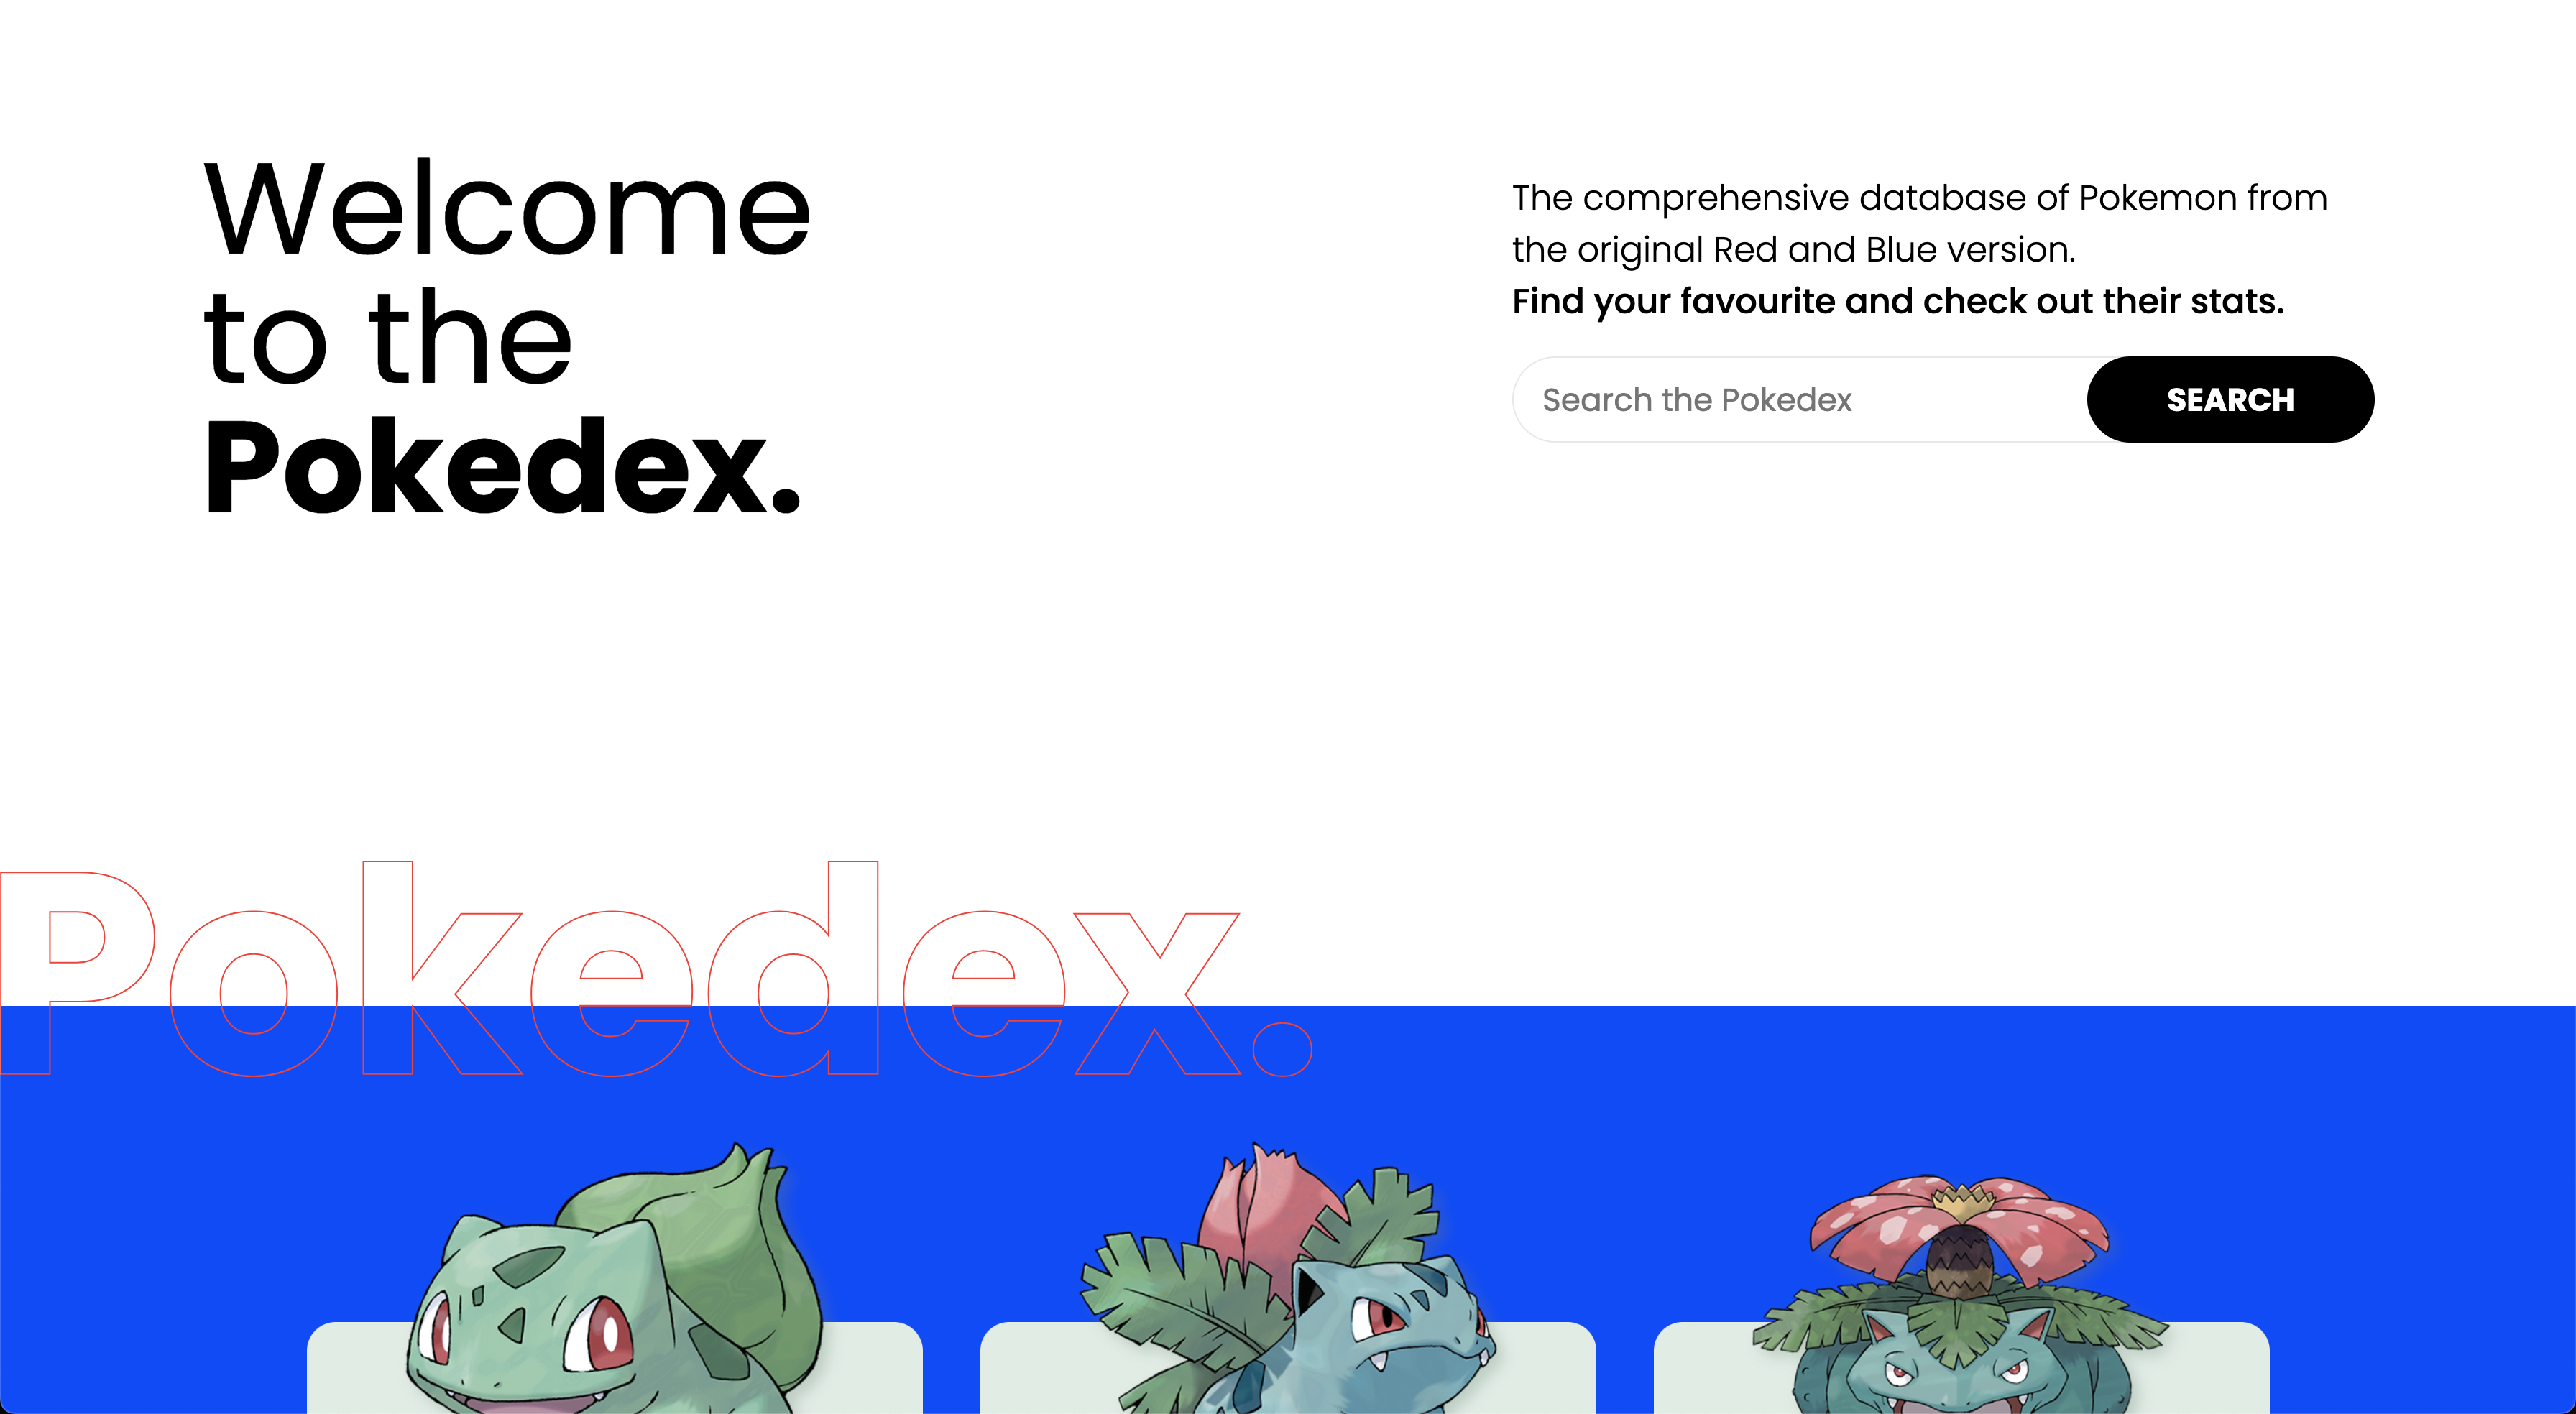 Welcome
to the
Pokedex.
The comprehensive database of Pokemon from
the original Red and Blue version.
Find your favourite and check out their stats.
Search the Pokedex
SEARCH
Pokedex.